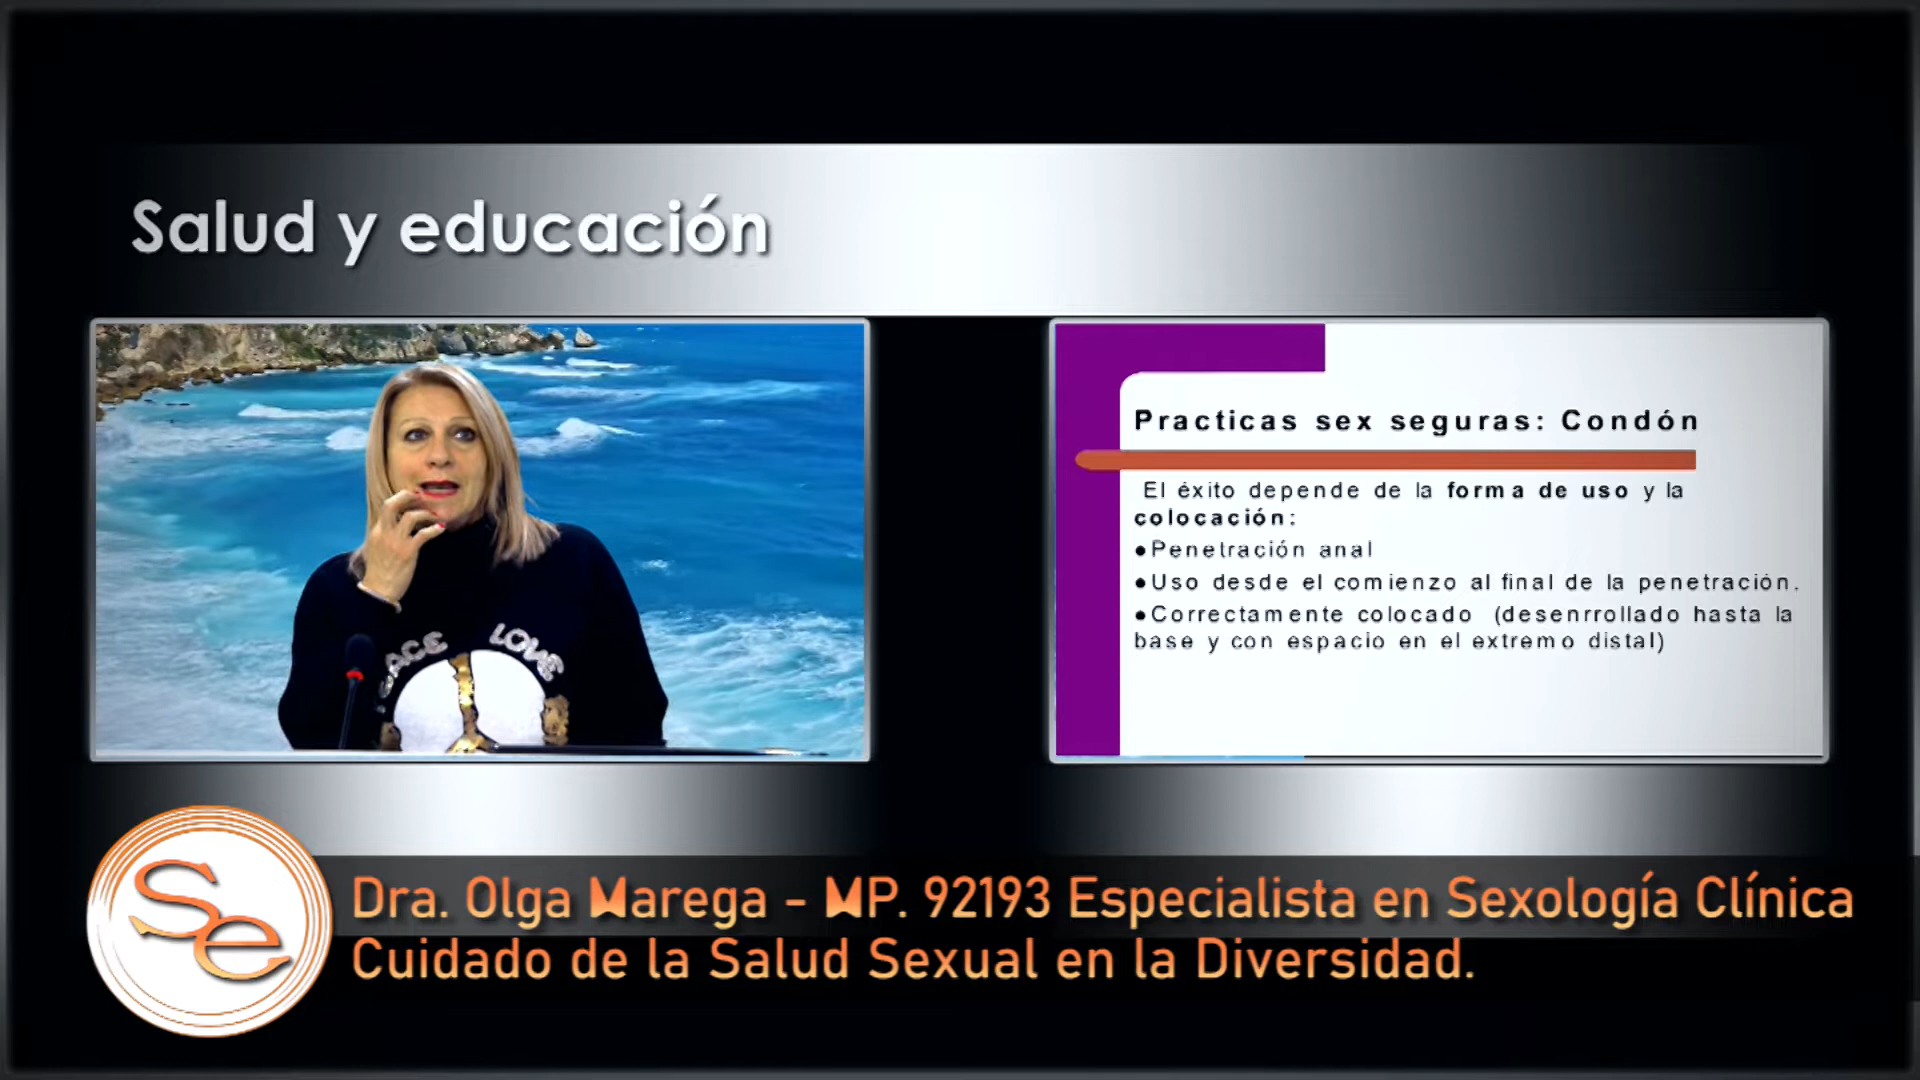 Salud y educación
ACE LOVE
Practicas sex seguras: Condón
El éxito depende de la forma de uso y la
colocación:
●Penetración anal
●Uso desde el comienzo al final de la penetración.
●Correctamente colocado (desenrrollado hasta la
base y con espacio en el extremo distal)
Se
Dra. Olga Marega - MP. 92193 Especialista en Sexología Clínica
Cuidado de la Salud Sexual en la Diversidad.